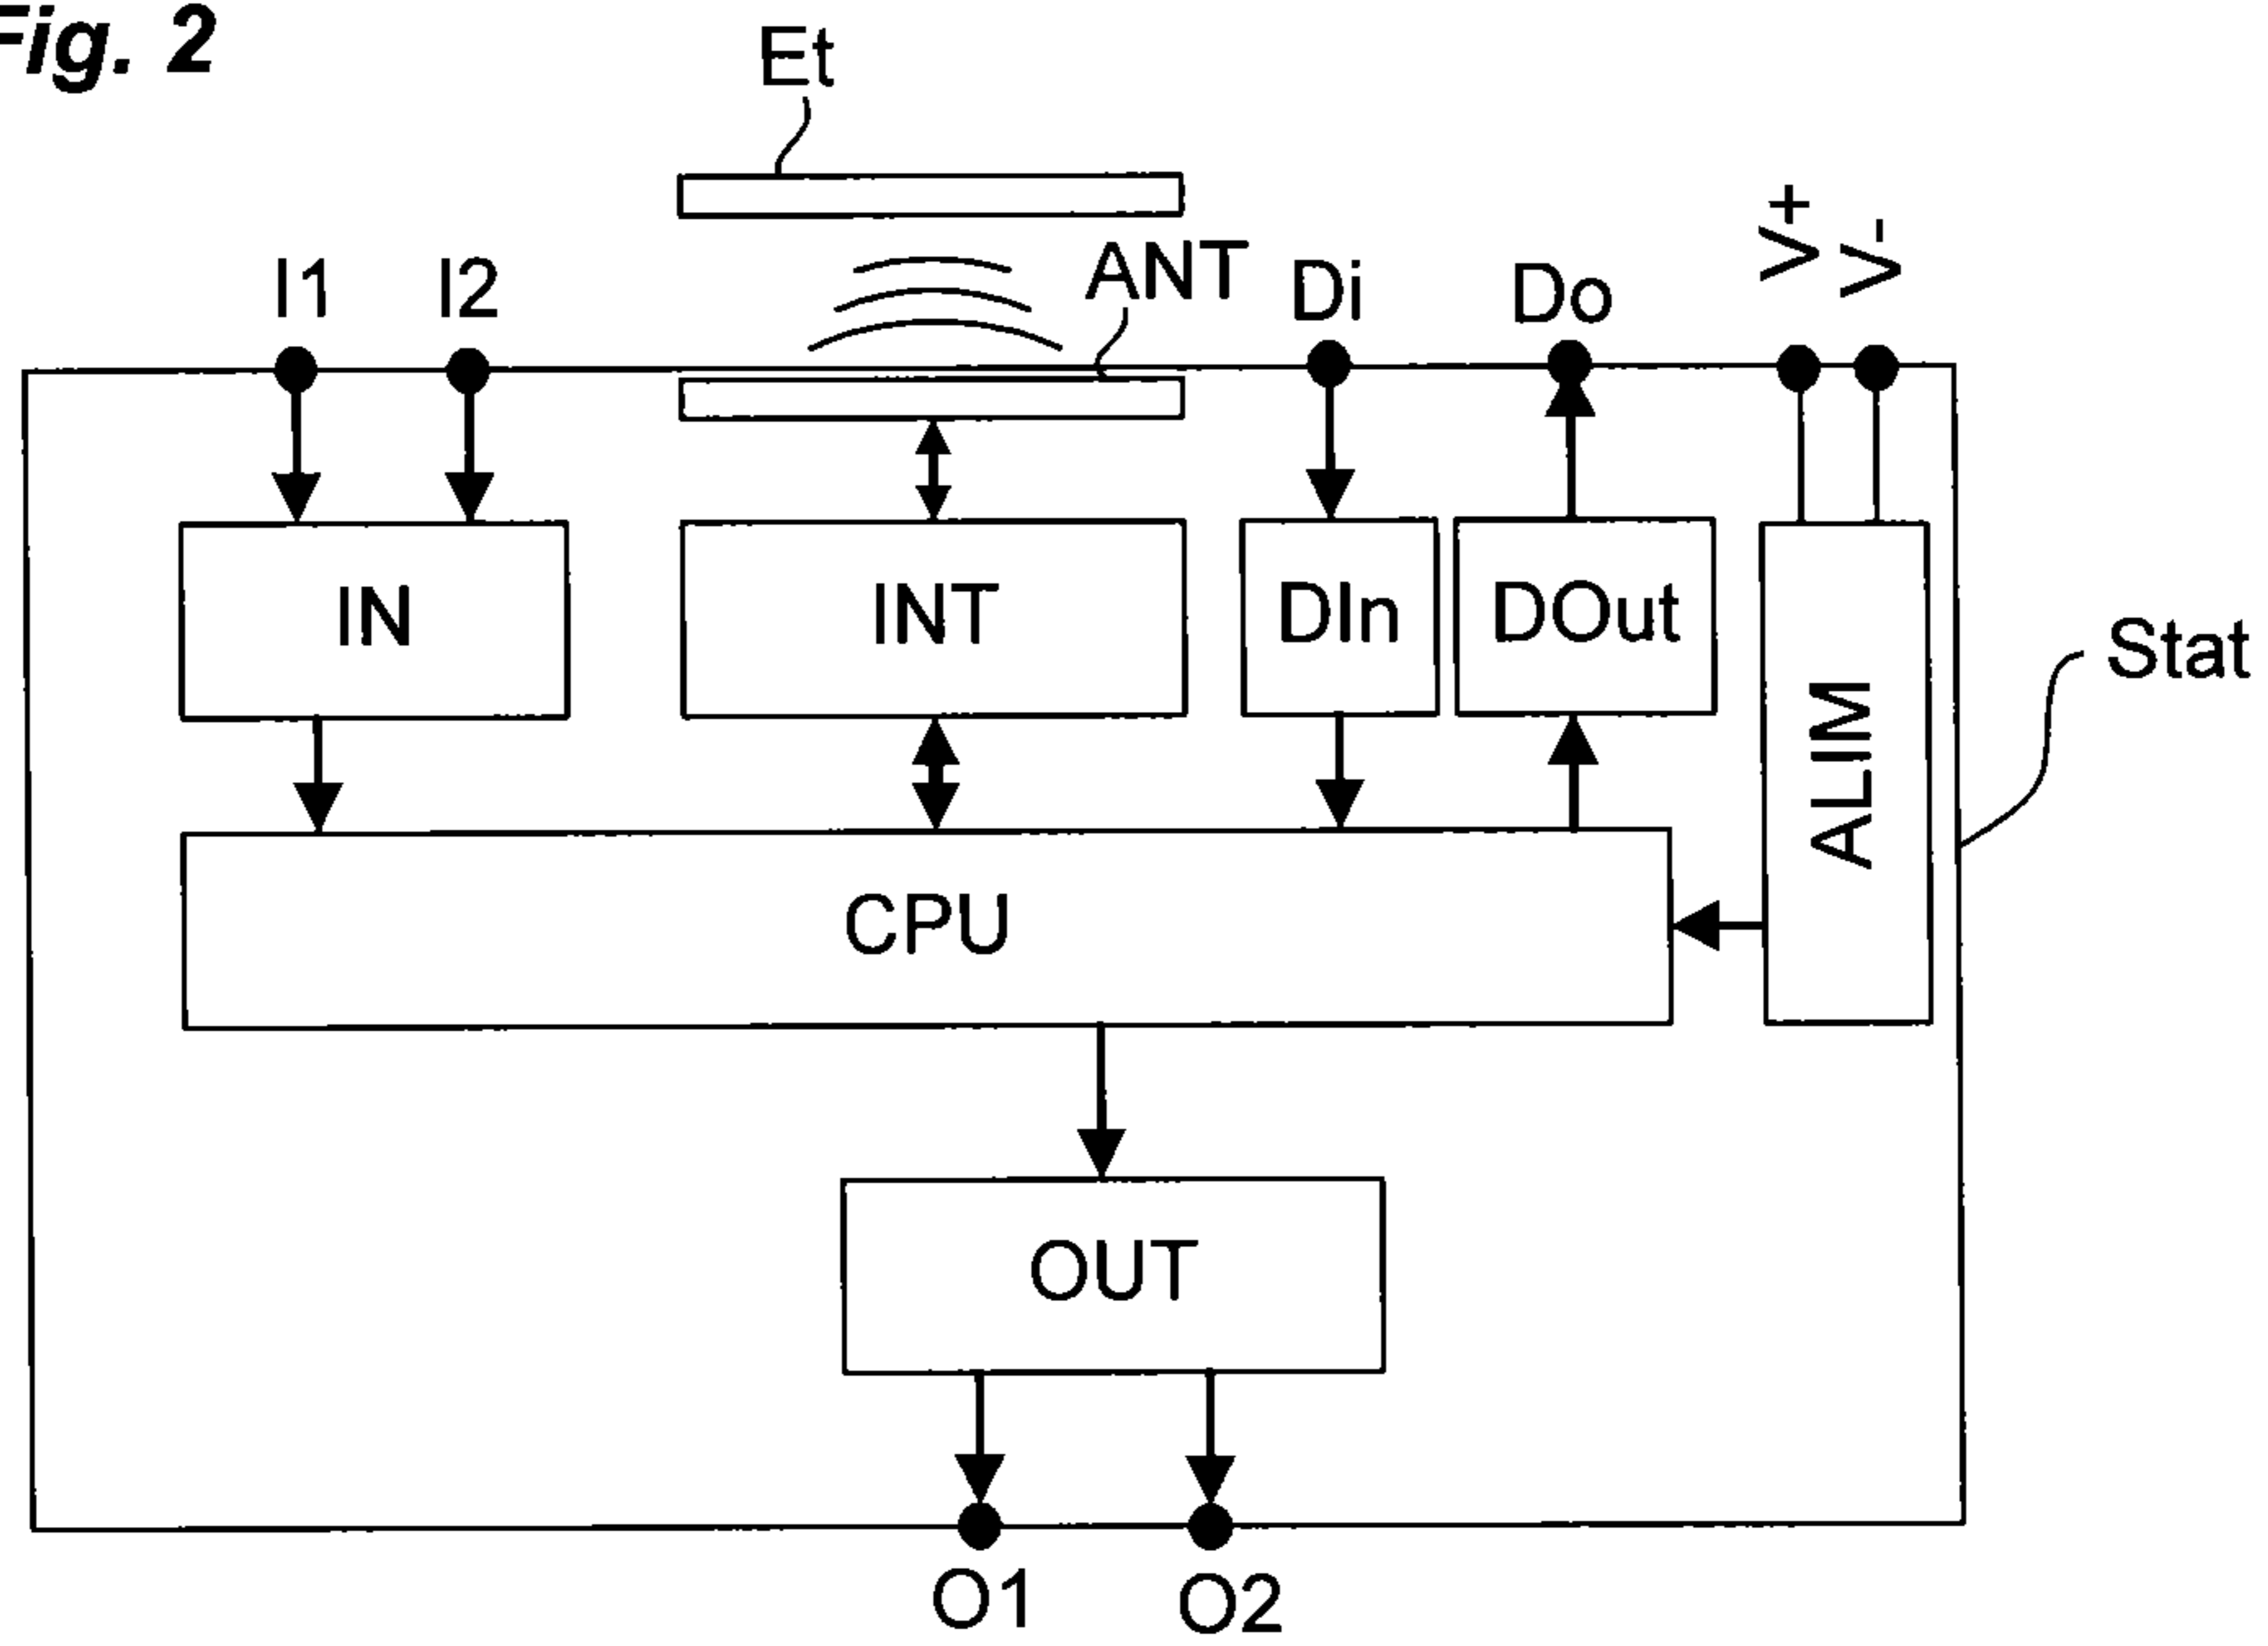 Fig. 2
Et
I1 I2 ANT Di Do V+ V-
IN INT DIn DOut
Stat
ALIM
CPU
OUT
O1 O2